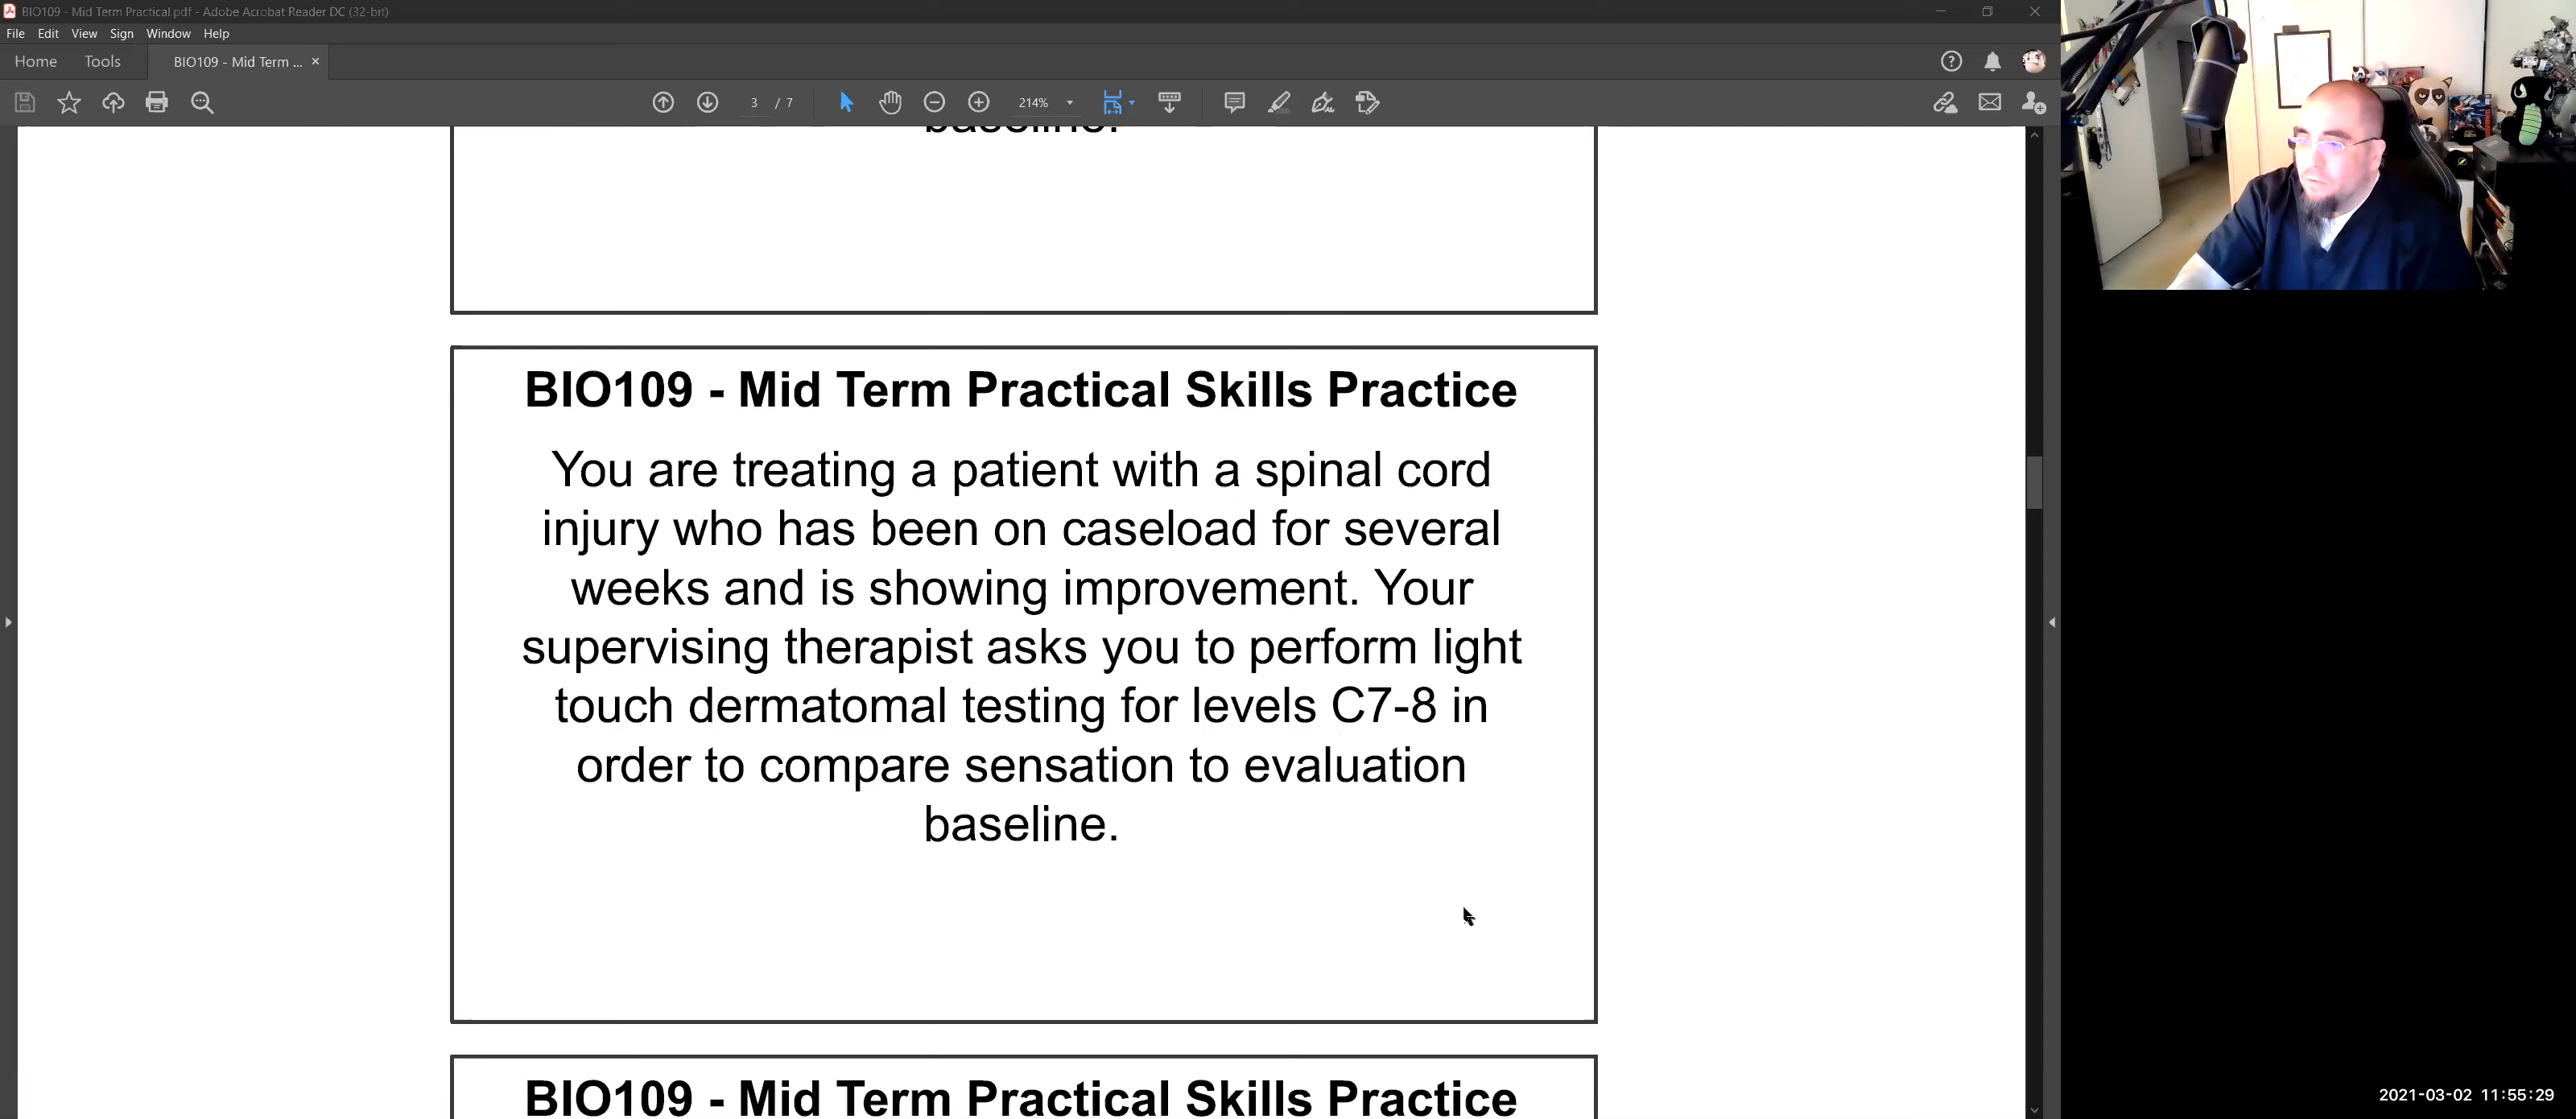 BIO109 - Mid Term Practical.pdf - Adobe Acrobat Reader DC (32-bit)
File Edit View Sign Window Help
Home Tools BIO109 - Mid Term ... ×
3 / 7 214%
baseline.
BIO109 - Mid Term Practical Skills Practice
You are treating a patient with a spinal cord
injury who has been on caseload for several
weeks and is showing improvement. Your
supervising therapist asks you to perform light
touch dermatomal testing for levels C7-8 in
order to compare sensation to evaluation
baseline.
BIO109 - Mid Term Practical Skills Practice
2021-03-02 11:55:29